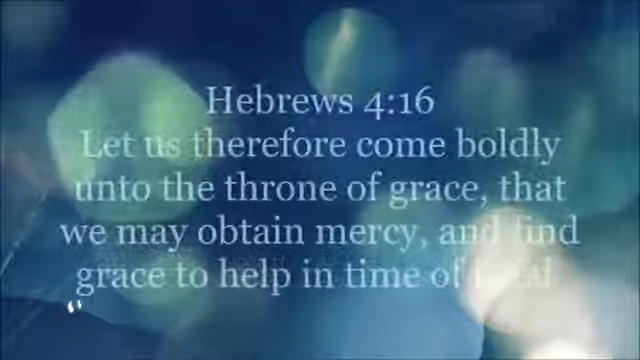 Hebrews 4:16
Let us therefore come boldly
unto the throne of grace, that
we may obtain mercy, and find
grace to help in time of
“